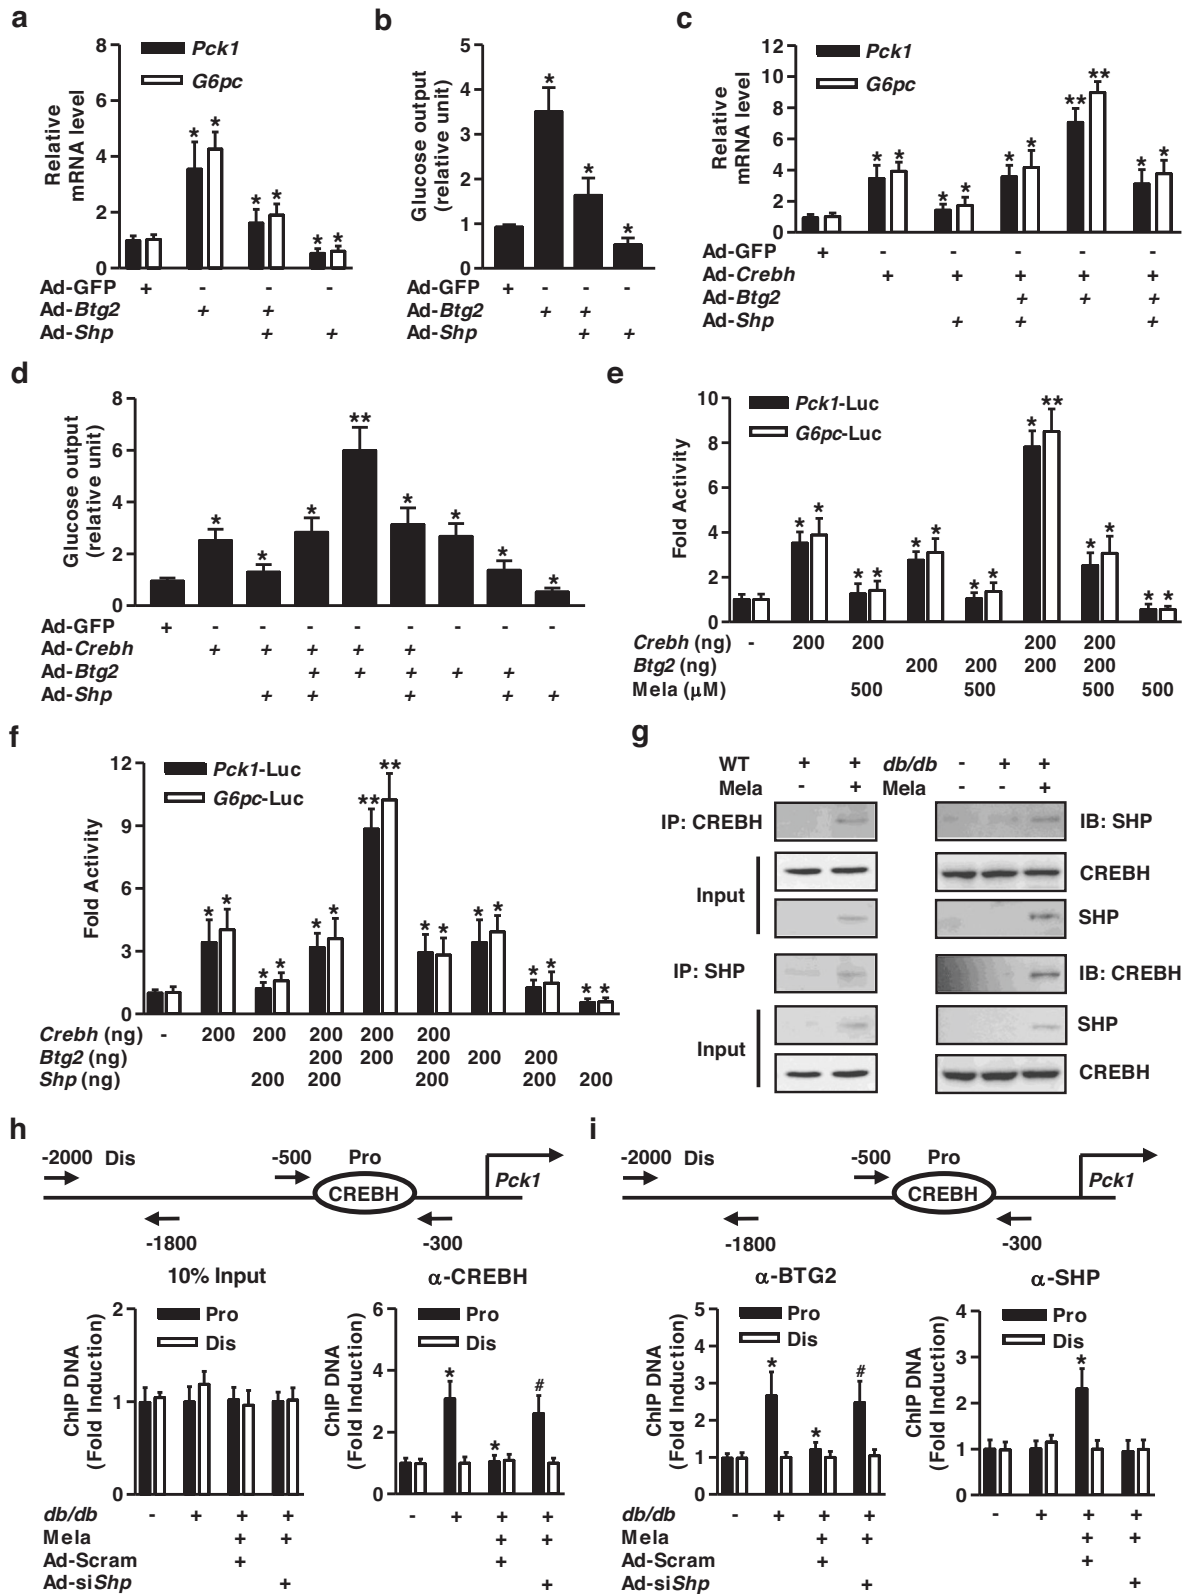 a
8
6
4
2
0
Relative
mRNA level
Pck1
G6pc
* * * * * *
Ad-GFP + - - -
Ad-Btg2 + +
Ad-Shp + +
b
5
4
3
2
1
0
Glucose output
(relative unit)
* * *
Ad-GFP + - - -
Ad-Btg2 + +
Ad-Shp + +
c
12
10
8
6
4
2
0
Relative
mRNA level
Pck1
G6pc
* * * * * * ** ** * *
Ad-GFP + - - - - -
Ad-Crebh + + + + +
Ad-Btg2 + + +
Ad-Shp + + +
d
8
6
4
2
0
Glucose output
(relative unit)
* * * ** * * * *
Ad-GFP + - - - - - - - -
Ad-Crebh + + + + +
Ad-Btg2 + + + + +
Ad-Shp + + + + +
e
10
8
6
4
2
0
Fold Activity
Pck1-Luc
G6pc-Luc
* * * * * * * * * ** * * * *
Crebh (ng) - 200 200 200 200
Btg2 (ng) 200 200 200 200
Mela (μM) 500 500 500 500
f
12
9
6
3
0
Fold Activity
Pck1-Luc
G6pc-Luc
* * * * * * ** ** * * * * * * * *
Crebh (ng) - 200 200 200 200 200
Btg2 (ng) 200 200 200 200 200
Shp (ng) 200 200 200 200 200
g
WT + + db/db - + +
Mela - + Mela - - +
IP: CREBH IB: SHP
Input CREBH
SHP
IP: SHP IB: CREBH
Input SHP
CREBH
h
-2000 Dis -500 Pro
CREBH Pck1
-1800 -300
10% Input
2
1
0
ChIP DNA
(Fold Induction)
Pro
Dis
db/db - + + +
Mela + +
Ad-Scram +
Ad-siShp +
α-CREBH
6
4
2
0
ChIP DNA
(Fold Induction)
Pro
Dis
* * #
- + + +
+ +
+
+
i
-2000 Dis -500 Pro
CREBH Pck1
-1800 -300
α-BTG2
5
4
3
2
1
0
ChIP DNA
(Fold Induction)
Pro
Dis
* * #
db/db - + + +
Mela + +
Ad-Scram +
Ad-siShp +
α-SHP
4
3
2
1
0
ChIP DNA
(Fold Induction)
Pro
Dis
*
- + + +
+ +
+
+